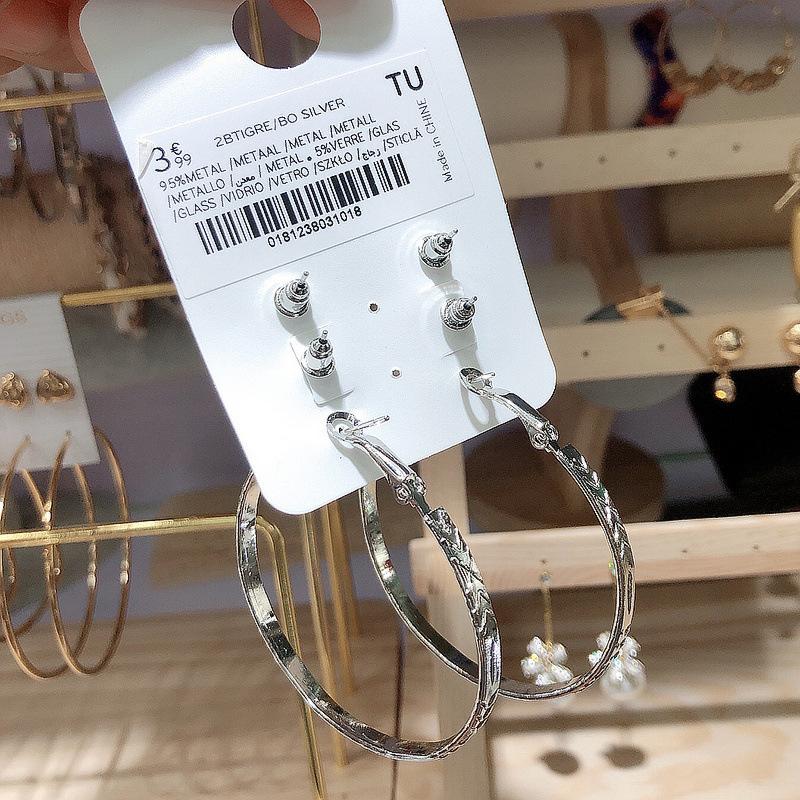 TU
2BTIGRE/BO SILVER
3€99
95%METAL /METAAL /METAL /METALL
/METALLO /معدن / METAL . 5%VERRE /GLAS
/GLASS /VIDRIO /VETRO /SZKŁO /زجاج /STICLĂ
Made in CHINE
0181238031018
GS